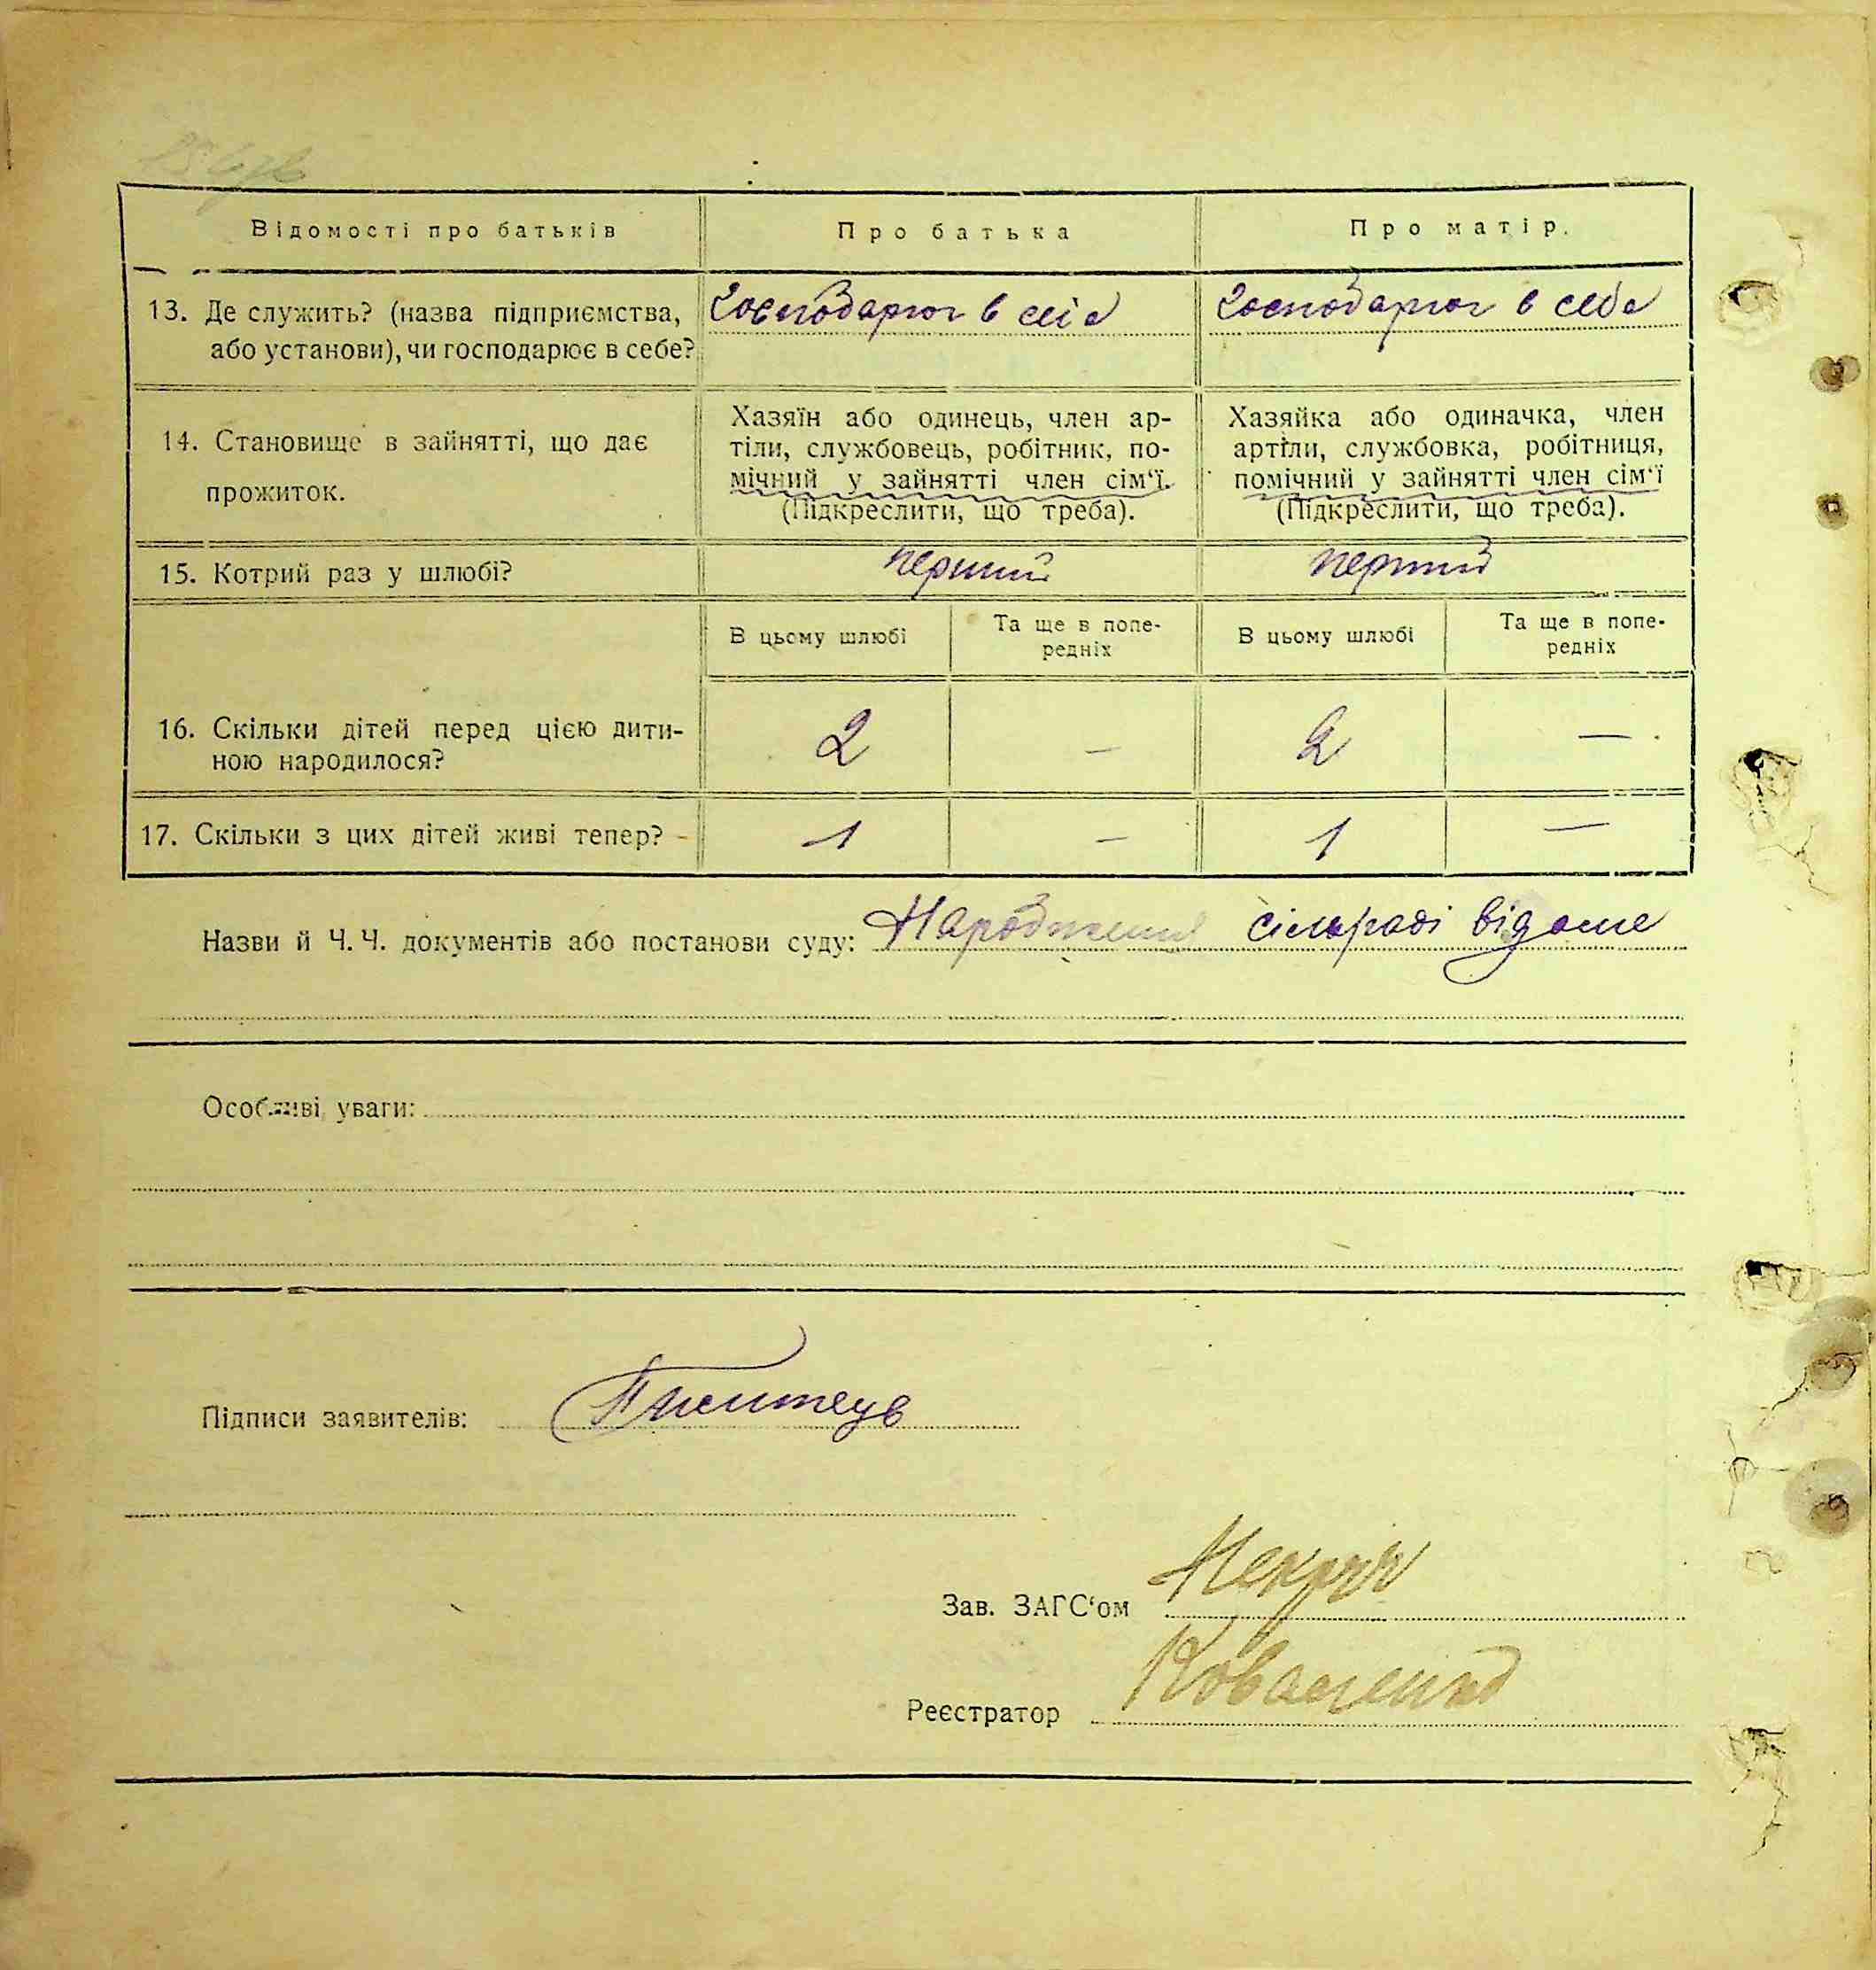 Відомості про батьків
Про батька
Про матір.
13. Де служить? (назва підприємства,
або установи), чи господарює в себе?
Господарює в себе
Господарює в себе
14. Становище в зайнятті, що дає
прожиток.
Хазяїн або одинець, член ар-
тіли, службовець, робітник, по-
мічний у зайнятті член сім‘ї.
(Підкреслити, що треба).
Хазяйка або одиначка, член
артіли, службовка, робітниця,
помічний у зайнятті член сім‘ї
(Підкреслити, що треба).
15. Котрий раз у шлюбі?
перший
перший
В цьому шлюбі
Та ще в попе-
редніх
В цьому шлюбі
Та ще в попе-
редніх
16. Скільки дітей перед цією дити-
ною народилося?
2 — 2 —
17. Скільки з цих дітей живі тепер? 1 — 1 —
Назви й Ч. Ч. документів або постанови суду: Народження сільраді відоме
Особливі уваги:
Підписи заявителів:
Зав. ЗАГС‘ом
Реєстратор Коваленко